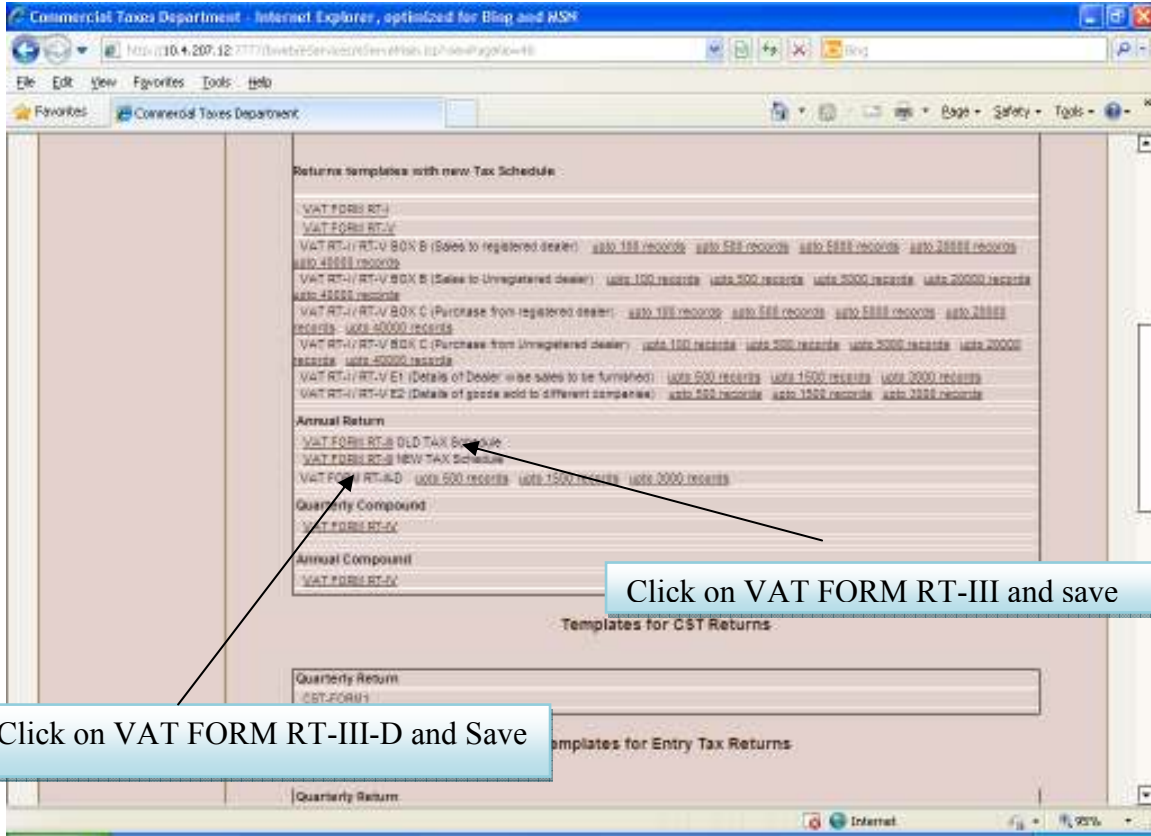 Commercial Taxes Department - Internet Explorer, optimized for Bing and MSN
Bing
File Edit View Favorites Tools Help
Favorites Commercial Taxes Department Page Safety Tools
Returns templates with new Tax Schedule
VAT FORM RT-I
VAT FORM RT-V
VAT RT-I/ RT-V BOX B (Sales to registered dealer) upto 100 records upto 500 records upto 5000 records upto 20000 records
upto 40000 records
VAT RT-I/ RT-V BOX B (Sales to Unregistered dealer) upto 100 records upto 500 records upto 5000 records upto 20000 records
upto 40000 records
VAT RT-I/ RT-V BOX C (Purchase from registered dealer) upto 100 records upto 500 records upto 5000 records upto 20000
records upto 40000 records
VAT RT-I/ RT-V BOX C (Purchase from Unregistered dealer) upto 100 records upto 500 records upto 5000 records upto 20000
records upto 40000 records
VAT RT-I/ RT-V E1 (Details of Dealer wise sales to be furnished) upto 500 records upto 1500 records upto 3000 records
VAT RT-I/ RT-V E2 (Details of goods sold to different companies) upto 500 records upto 1500 records upto 3000 records
Annual Return
VAT FORM RT-III OLD TAX Schedule
VAT FORM RT-III NEW TAX Schedule
VAT FORM RT-III-D upto 500 records upto 1500 records upto 3000 records
Quarterly Compound
VAT FORM RT-IV
Annual Compound
VAT FORM RT-IV
Click on VAT FORM RT-III and save
Templates for CST Returns
Quarterly Return
CST-FORM1
Click on VAT FORM RT-III-D and Save
emplates for Entry Tax Returns
Quarterly Return
Internet 95%